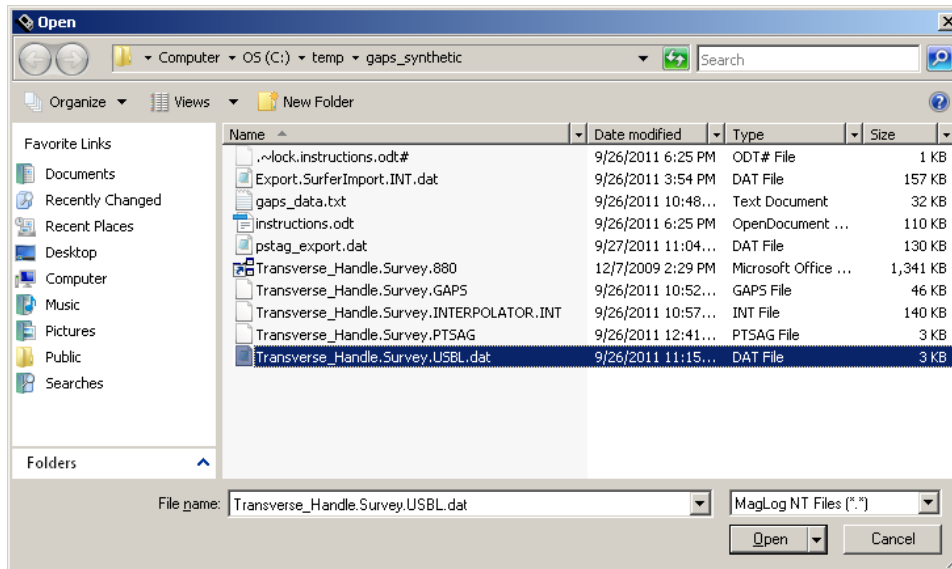 Open
Computer OS (C:) temp gaps_synthetic Search
Organize Views New Folder
Favorite Links
Documents
Recently Changed
Recent Places
Desktop
Computer
Music
Pictures
Public
Searches
Folders
Name Date modified Type Size
.~lock.instructions.odt# 9/26/2011 6:25 PM ODT# File 1 KB
Export.SurferImport.INT.dat 9/26/2011 3:54 PM DAT File 157 KB
gaps_data.txt 9/26/2011 10:48... Text Document 32 KB
instructions.odt 9/26/2011 6:25 PM OpenDocument ... 110 KB
pstag_export.dat 9/27/2011 11:04... DAT File 130 KB
Transverse_Handle.Survey.880 12/7/2009 2:29 PM Microsoft Office ... 1,341 KB
Transverse_Handle.Survey.GAPS 9/26/2011 10:52... GAPS File 46 KB
Transverse_Handle.Survey.INTERPOLATOR.INT 9/26/2011 10:57... INT File 140 KB
Transverse_Handle.Survey.PTSAG 9/26/2011 12:41... PTSAG File 3 KB
Transverse_Handle.Survey.USBL.dat 9/26/2011 11:15... DAT File 3 KB
File name: Transverse_Handle.Survey.USBL.dat MagLog NT Files (*.*)
Open Cancel